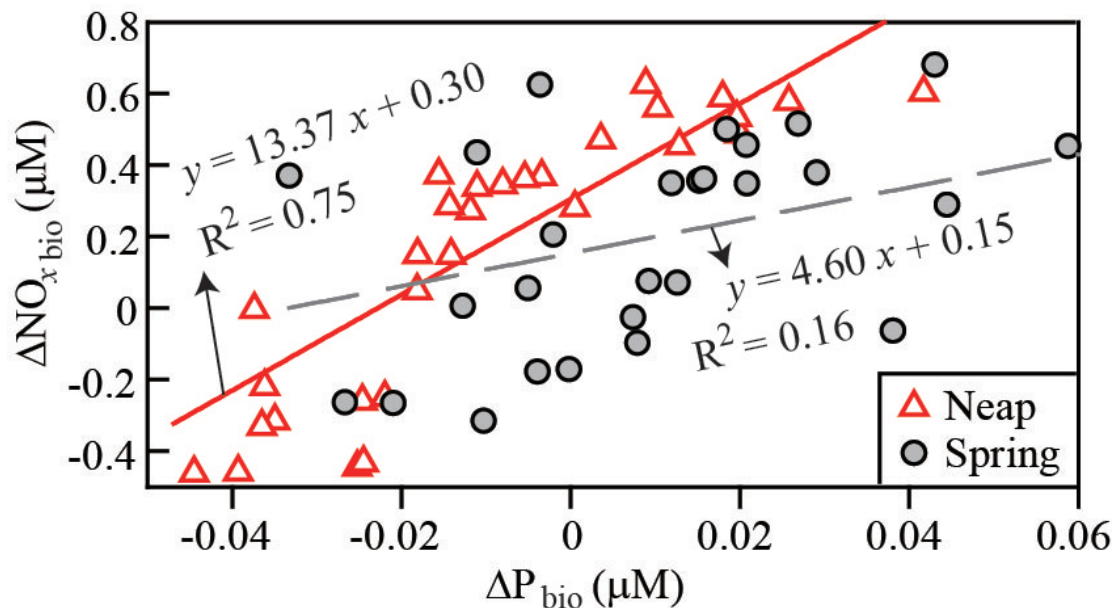 0.8
0.6
0.4
0.2
0
-0.2
-0.4
ΔNOx bio (μM)
y = 13.37 x + 0.30
R² = 0.75
y = 4.60 x + 0.15
R² = 0.16
Neap
Spring
-0.04
-0.02
0
0.02
0.04
0.06
ΔP bio (μM)